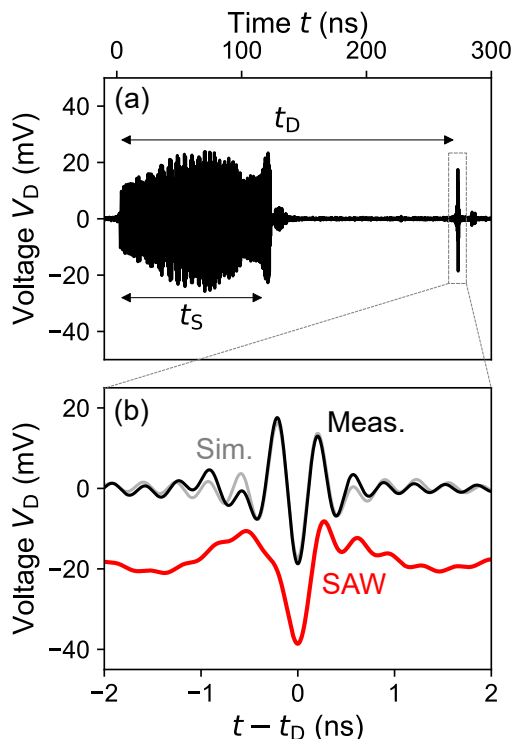 Time t (ns)
0 100 200 300
(a)
40
20
0
−20
−40
Voltage V_D (mV)
t_D
t_S
(b)
20
0
−20
−40
Voltage V_D (mV)
Sim.
Meas.
SAW
−2 −1 0 1 2
t − t_D (ns)